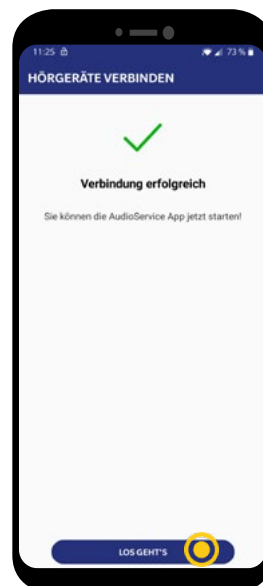 11:25 73 %
HÖRGERÄTE VERBINDEN
Verbindung erfolgreich
Sie können die AudioService App jetzt starten!
LOS GEHT'S